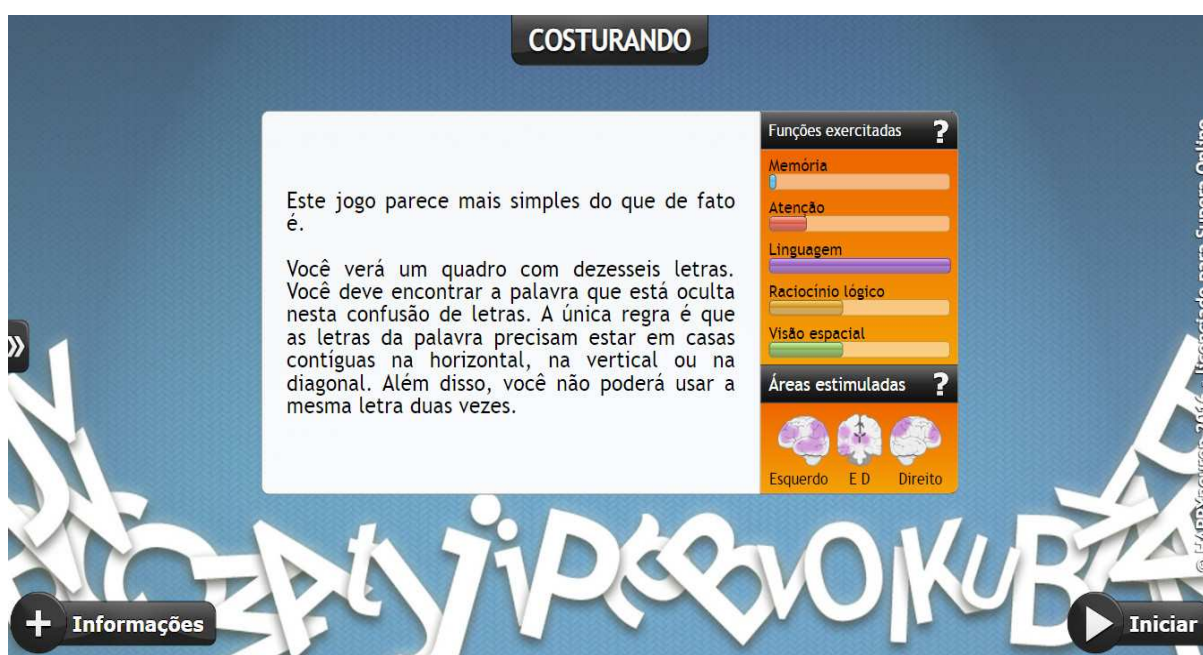 COSTURANDO
Este jogo parece mais simples do que de fato
é.
Você verá um quadro com dezesseis letras.
Você deve encontrar a palavra que está oculta
nesta confusão de letras. A única regra é que
as letras da palavra precisam estar em casas
contíguas na horizontal, na vertical ou na
diagonal. Além disso, você não poderá usar a
mesma letra duas vezes.
Funções exercitadas ?
Memória
Atenção
Linguagem
Raciocínio lógico
Visão espacial
Áreas estimuladas ?
Esquerdo E D Direito
+ Informações
Iniciar
para Supera Online